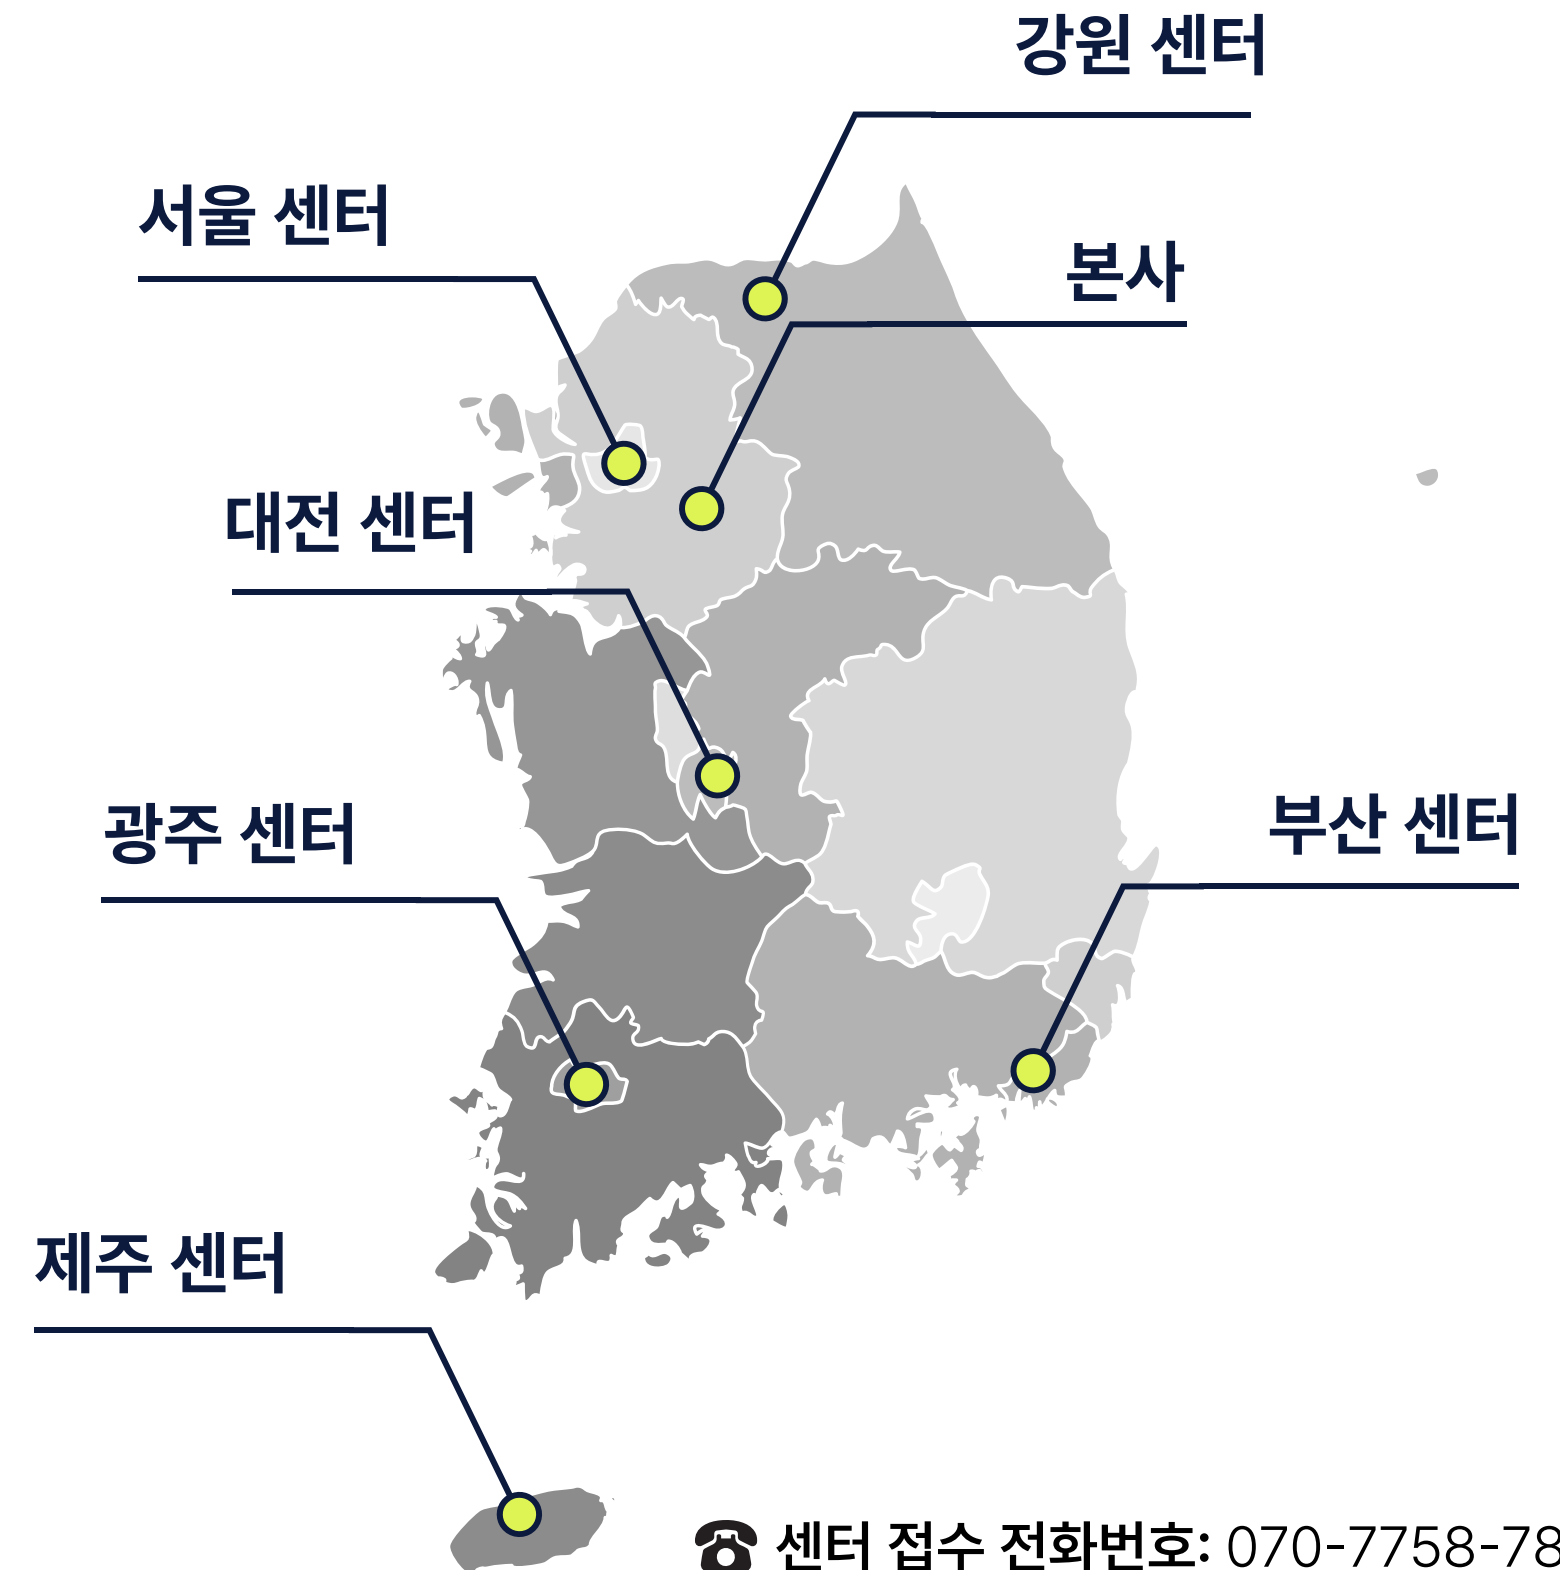 강원 센터
서울 센터
본사
대전 센터
부산 센터
광주 센터
제주 센터
센터 접수 전화번호: 070-7758-78